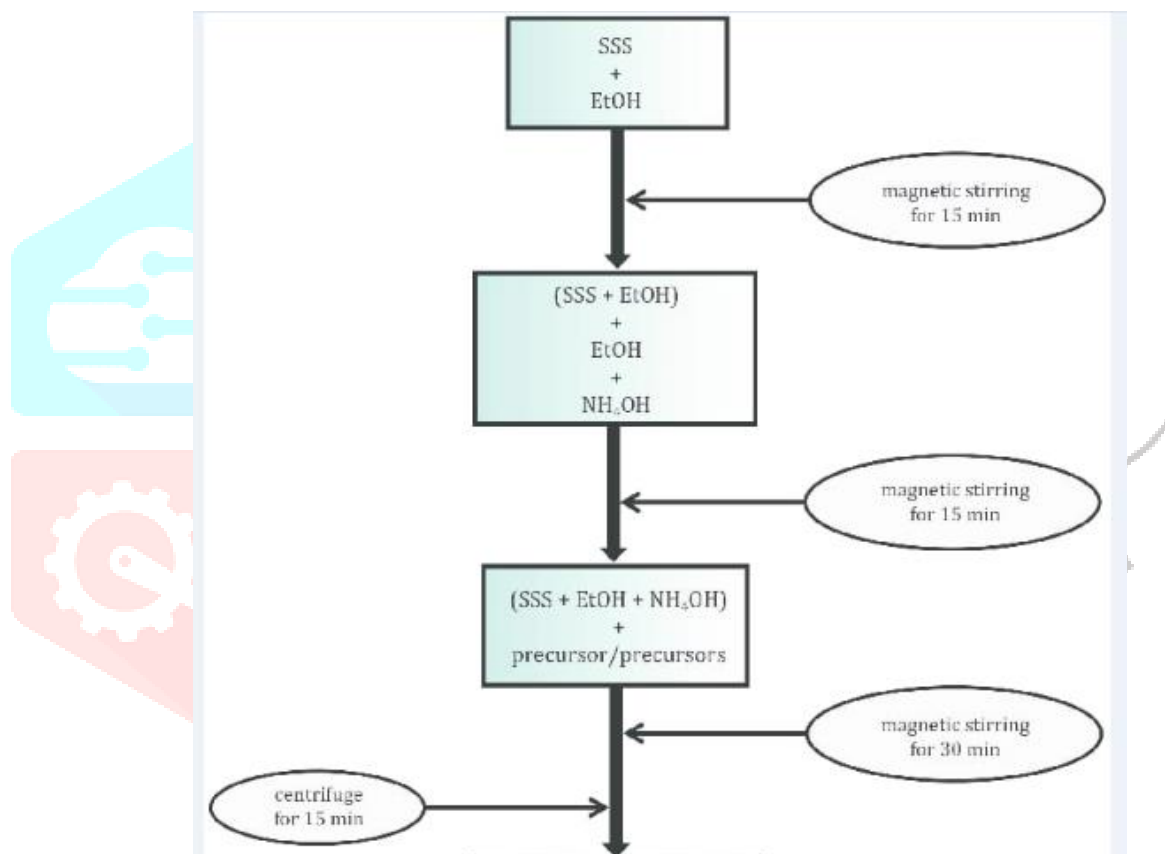 SSS
+
EtOH
magnetic stirring
for 15 min
(SSS + EtOH)
+
EtOH
+
NH₄OH
magnetic stirring
for 15 min
(SSS + EtOH + NH₄OH)
+
precursor/precursors
magnetic stirring
for 30 min
centrifuge
for 15 min